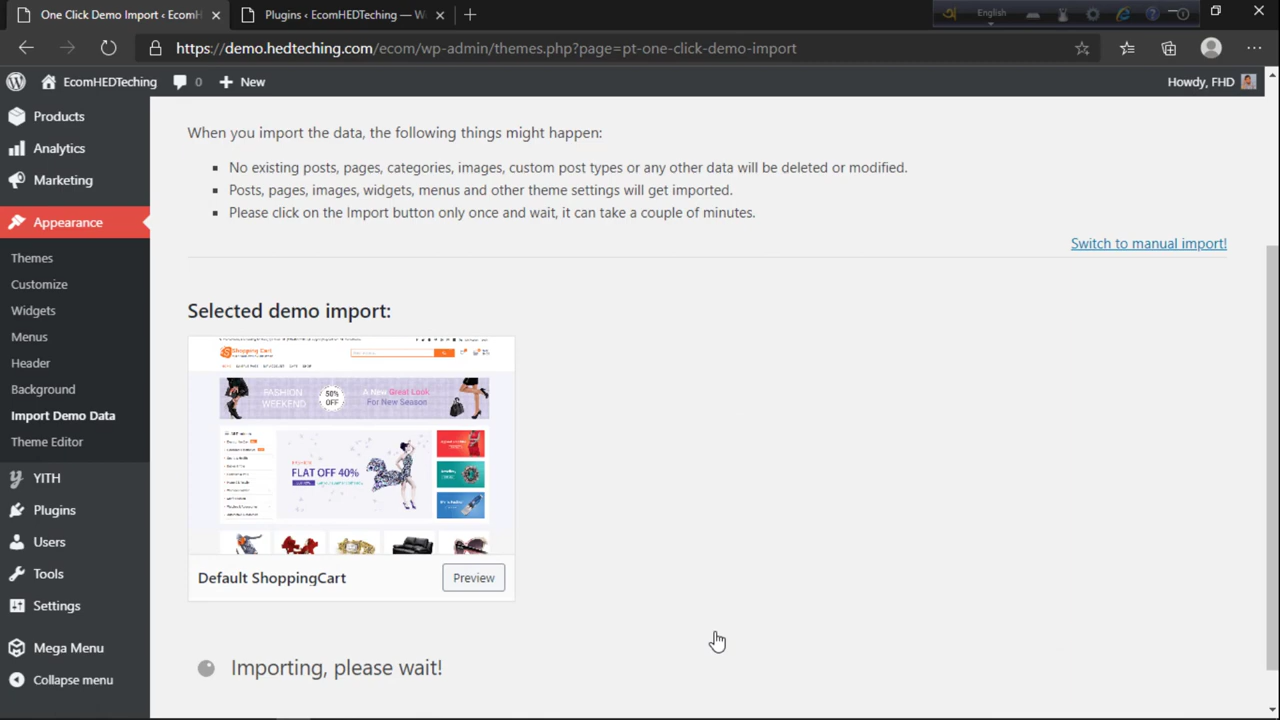 One Click Demo Import ‹ EcomH
Plugins ‹ EcomHEDTeching — W
English
https://demo.hedteching.com/ecom/wp-admin/themes.php?page=pt-one-click-demo-import
EcomHEDTeching
0
New
Howdy, FHD
Products
Analytics
Marketing
Appearance
Themes
Customize
Widgets
Menus
Header
Background
Import Demo Data
Theme Editor
YITH
Plugins
Users
Tools
Settings
Mega Menu
Collapse menu
When you import the data, the following things might happen:
No existing posts, pages, categories, images, custom post types or any other data will be deleted or modified.
Posts, pages, images, widgets, menus and other theme settings will get imported.
Please click on the Import button only once and wait, it can take a couple of minutes.
Switch to manual import!
Selected demo import:
Shopping Cart
FASHION
WEEKEND
50%
OFF
A New Great Look
For New Season
FASHION
FLAT OFF 40%
Default ShoppingCart
Preview
Importing, please wait!